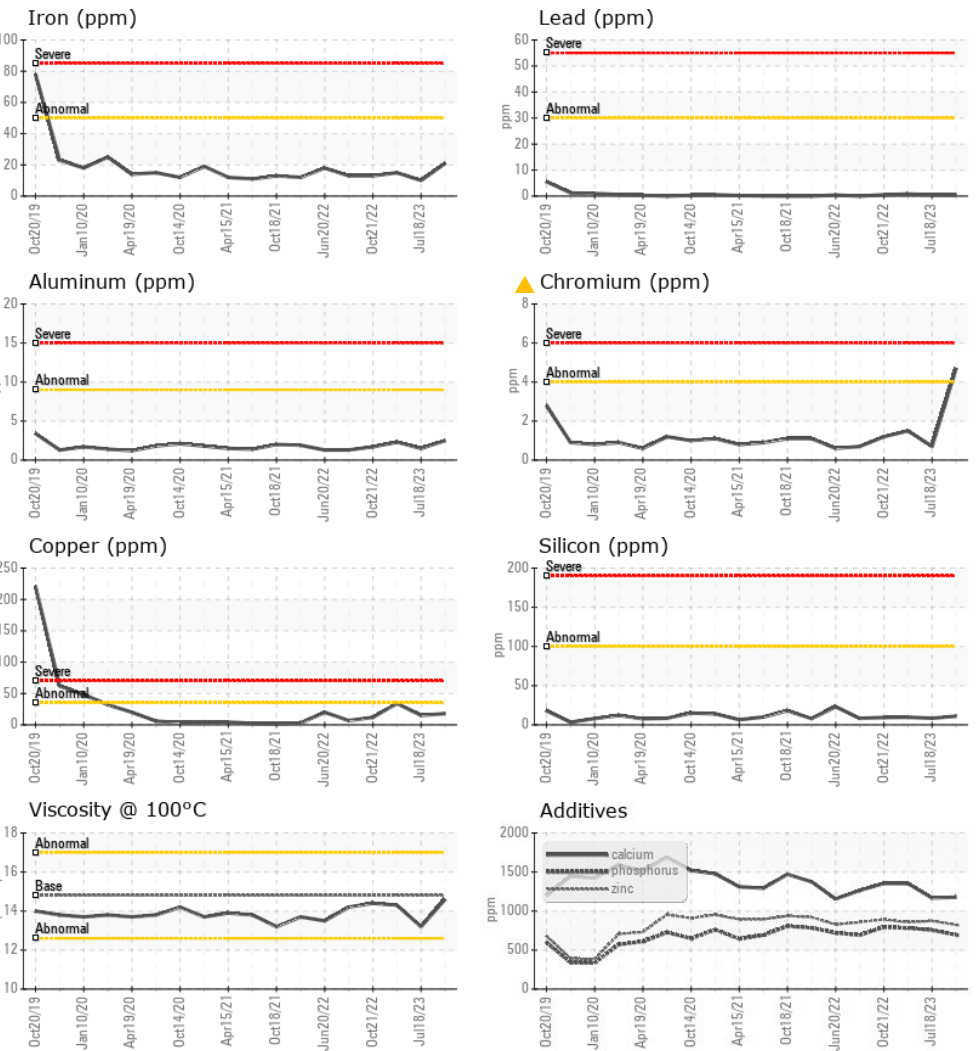 Iron (ppm)
100
80
60
40
20
0
Severe
Abnormal
Oct20/19
Jan10/20
Apr19/20
Oct14/20
Apr15/21
Oct18/21
Jun20/22
Oct21/22
Jul18/23
Lead (ppm)
ppm
60
50
40
30
20
10
0
Severe
Abnormal
Oct20/19
Jan10/20
Apr19/20
Oct14/20
Apr15/21
Oct18/21
Jun20/22
Oct21/22
Jul18/23
Aluminum (ppm)
20
15
10
5
0
Severe
Abnormal
Oct20/19
Jan10/20
Apr19/20
Oct14/20
Apr15/21
Oct18/21
Jun20/22
Oct21/22
Jul18/23
Chromium (ppm)
ppm
8
6
4
2
0
Severe
Abnormal
Oct20/19
Jan10/20
Apr19/20
Oct14/20
Apr15/21
Oct18/21
Jun20/22
Oct21/22
Jul18/23
Copper (ppm)
250
200
150
100
50
0
Severe
Abnormal
Oct20/19
Jan10/20
Apr19/20
Oct14/20
Apr15/21
Oct18/21
Jun20/22
Oct21/22
Jul18/23
Silicon (ppm)
ppm
200
150
100
50
0
Severe
Abnormal
Oct20/19
Jan10/20
Apr19/20
Oct14/20
Apr15/21
Oct18/21
Jun20/22
Oct21/22
Jul18/23
Viscosity @ 100°C
18
16
14
12
10
Abnormal
Base
Abnormal
Oct20/19
Jan10/20
Apr19/20
Oct14/20
Apr15/21
Oct18/21
Jun20/22
Oct21/22
Jul18/23
Additives
ppm
2000
1500
1000
500
0
calcium
phosphorus
zinc
Oct20/19
Jan10/20
Apr19/20
Oct14/20
Apr15/21
Oct18/21
Jun20/22
Oct21/22
Jul18/23